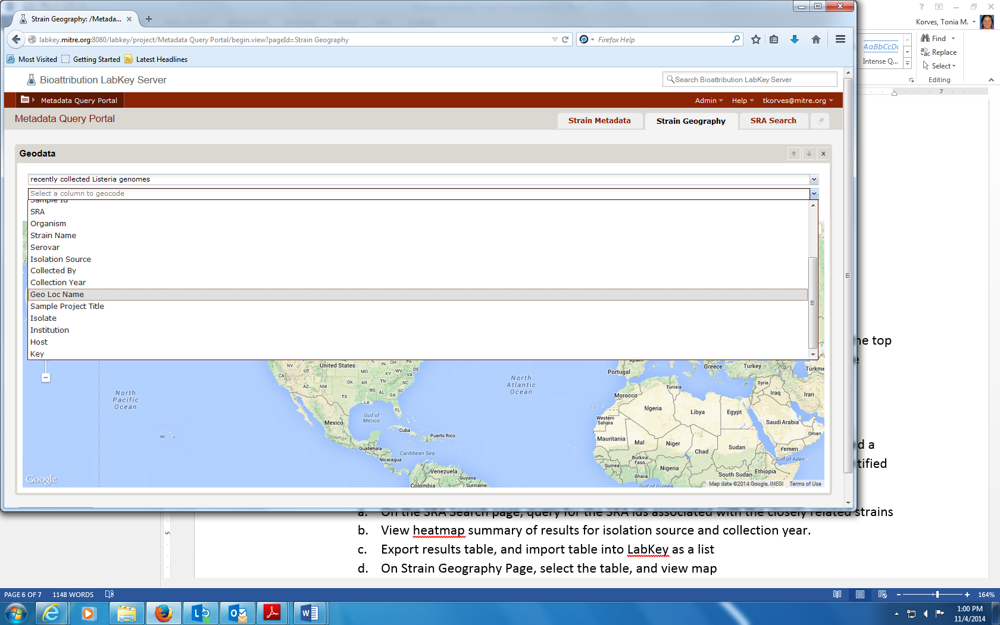 Strain Geography: /Metada...
labkey.mitre.org:8080/labkey/project/Metadata Query Portal/begin.view?pageId=Strain Geography
Firefox Help
Most Visited
Getting Started
Latest Headlines
Bioattribution LabKey Server
Search Bioattribution LabKey Server
Metadata Query Portal
Admin
Help
tkorves@mitre.org
Metadata Query Portal
Strain Metadata
Strain Geography
SRA Search
Geodata
recently collected Listeria genomes
Select a column to geocode
Sample Id
SRA
Organism
Strain Name
Serovar
Isolation Source
Collected By
Collection Year
Geo Loc Name
Sample Project Title
Isolate
Institution
Host
Key
North
Pacific
Ocean
HI
United States
NV
UT
CA
AZ
NM
TX
OK
AR
MO
IL
IN
OH
PA
KY
WV
VA
DE
TN
NC
SC
MS
AL
GA
LA
FL
Gulf of
Mexico
Mexico
Cuba
Puerto Rico
Guatemala
Caribbean Sea
Nicaragua
Venezuela
Guyana
Colombia
Suriname
North
Atlantic
Ocean
Spain
Portugal
Greece
Turkey
Tunisia
Syria
Morocco
Iraq
Iran
Algeria
Libya
Egypt
Western
Sahara
Saudi Arabia
Oman
Mauritania
Mali
Niger
Chad
Sudan
Yemen
Burkina
Faso
Gulf of Aden
Guinea
Ghana
Nigeria
South Sudan
Ethiopia
Gulf of Guinea
Google
Map data ©2014 Google, INEGI
Terms of Use
Korves, Tonia M.
AaBbCcDc
Intense Q...
Find
Replace
Select
Editing
7
he top
e
d a
tified
a. On the SRA Search page, query for the SRA ids associated with the closely related strains
b. View heatmap summary of results for isolation source and collection year.
c. Export results table, and import table into LabKey as a list
d. On Strain Geography Page, select the table, and view map
5
PAGE 6 OF 7
1148 WORDS
164%
1:00 PM
11/4/2014